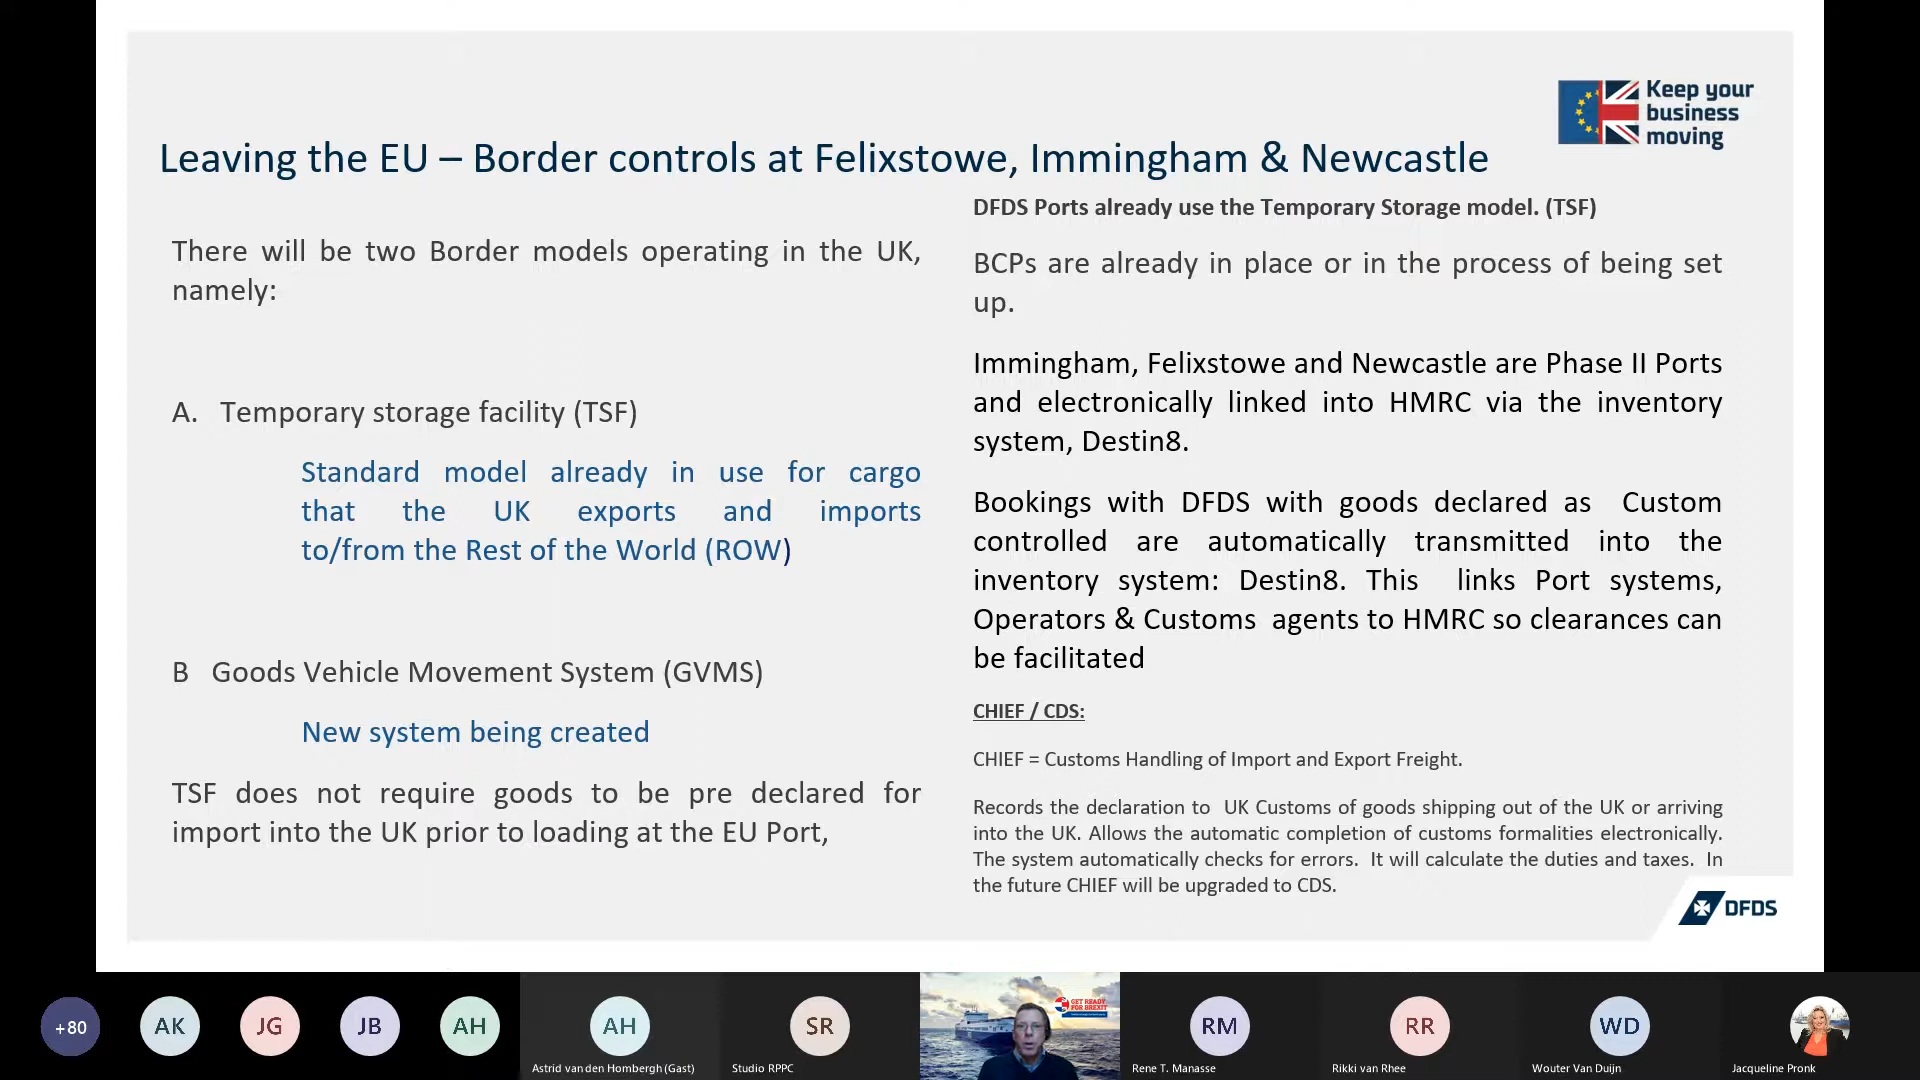 Keep your
business
moving
Leaving the EU – Border controls at Felixstowe, Immingham & Newcastle
There will be two Border models operating in the UK,
namely:
A. Temporary storage facility (TSF)
Standard model already in use for cargo
that the UK exports and imports
to/from the Rest of the World (ROW)
B Goods Vehicle Movement System (GVMS)
New system being created
TSF does not require goods to be pre declared for
import into the UK prior to loading at the EU Port,
DFDS Ports already use the Temporary Storage model. (TSF)
BCPs are already in place or in the process of being set
up.
Immingham, Felixstowe and Newcastle are Phase II Ports
and electronically linked into HMRC via the inventory
system, Destin8.
Bookings with DFDS with goods declared as Custom
controlled are automatically transmitted into the
inventory system: Destin8. This links Port systems,
Operators & Customs agents to HMRC so clearances can
be facilitated
CHIEF / CDS:
CHIEF = Customs Handling of Import and Export Freight.
Records the declaration to UK Customs of goods shipping out of the UK or arriving
into the UK. Allows the automatic completion of customs formalities electronically.
The system automatically checks for errors. It will calculate the duties and taxes. In
the future CHIEF will be upgraded to CDS.
DFDS
+80
AK
JG
JB
AH
AH
Astrid van den Hombergh (Gast)
SR
Studio RPPC
GET READY
FOR BREXIT
RM
Rene T. Manasse
RR
Rikki van Rhee
WD
Wouter Van Duijn
Jacqueline Pronk